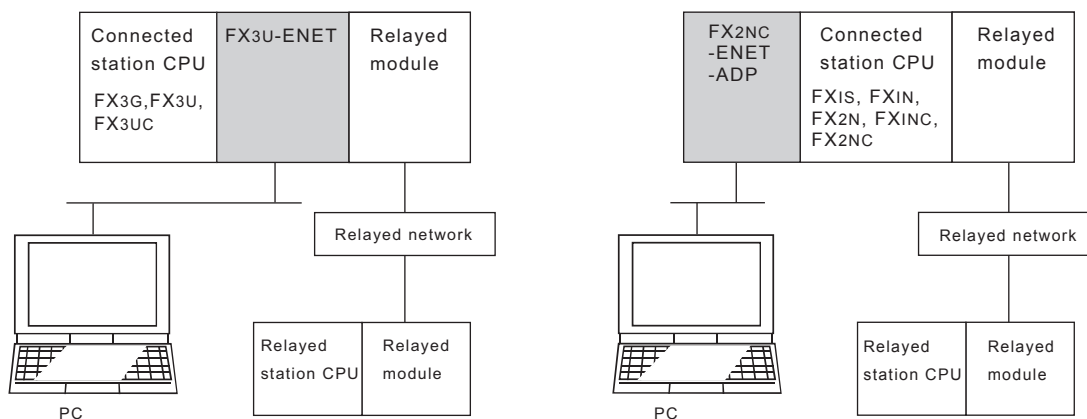 Connected
station CPU
FX3G,FX3U,
FX3UC
FX3U-ENET
Relayed
module
Relayed network
Relayed
station CPU
Relayed
module
PC
FX2NC
-ENET
-ADP
Connected
station CPU
FX1S, FX1N,
FX2N, FX1NC,
FX2NC
Relayed
module
Relayed network
Relayed
station CPU
Relayed
module
PC